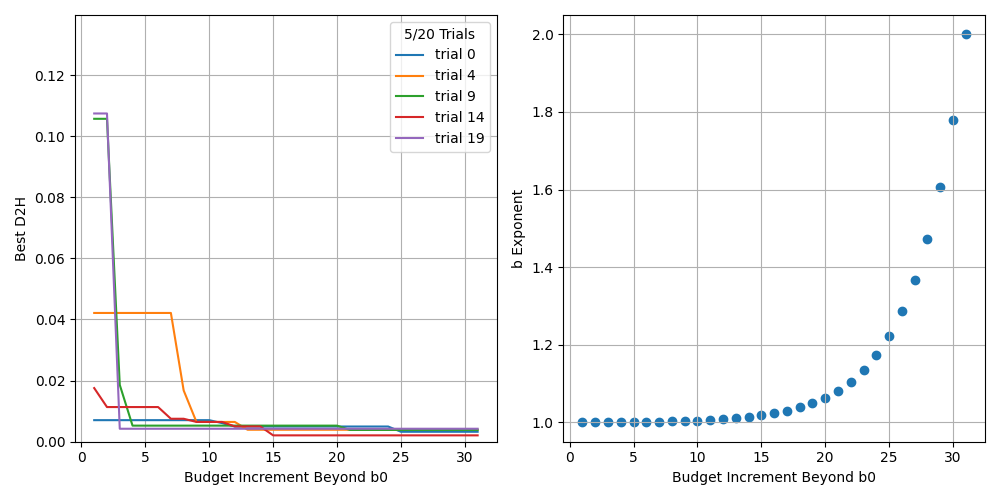 5/20 Trials
trial 0
trial 4
trial 9
trial 14
trial 19
Best D2H
0.12
0.10
0.08
0.06
0.04
0.02
0.00
0 5 10 15 20 25 30
Budget Increment Beyond b0
b Exponent
2.0
1.8
1.6
1.4
1.2
1.0
0 5 10 15 20 25 30
Budget Increment Beyond b0